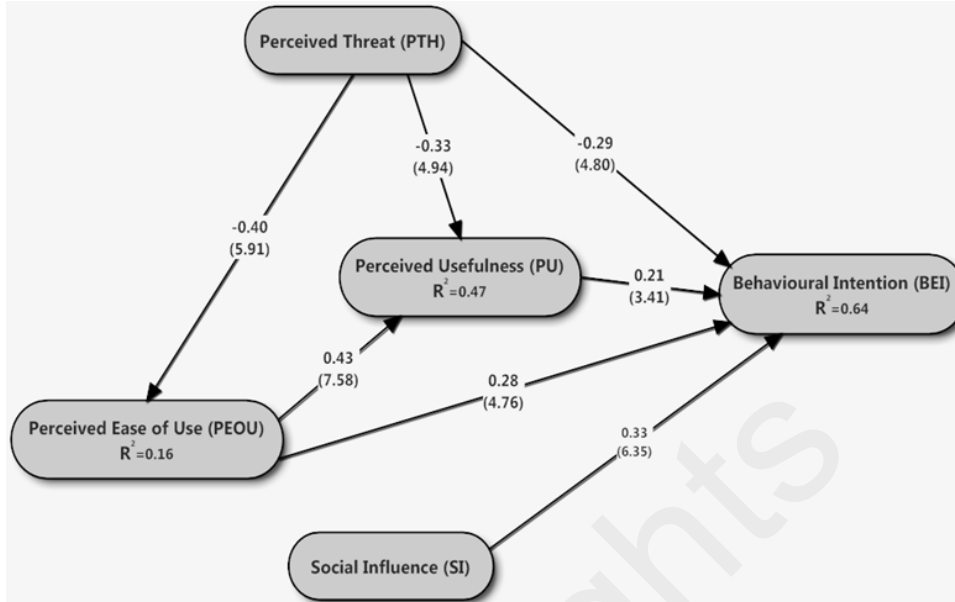 Perceived Threat (PTH)
-0.33
(4.94)
-0.29
(4.80)
-0.40
(5.91)
Perceived Usefulness (PU)
R²=0.47
0.21
(3.41)
Behavioural Intention (BEI)
R²=0.64
0.43
(7.58)
0.28
(4.76)
Perceived Ease of Use (PEOU)
R²=0.16
0.33
(6.35)
Social Influence (SI)